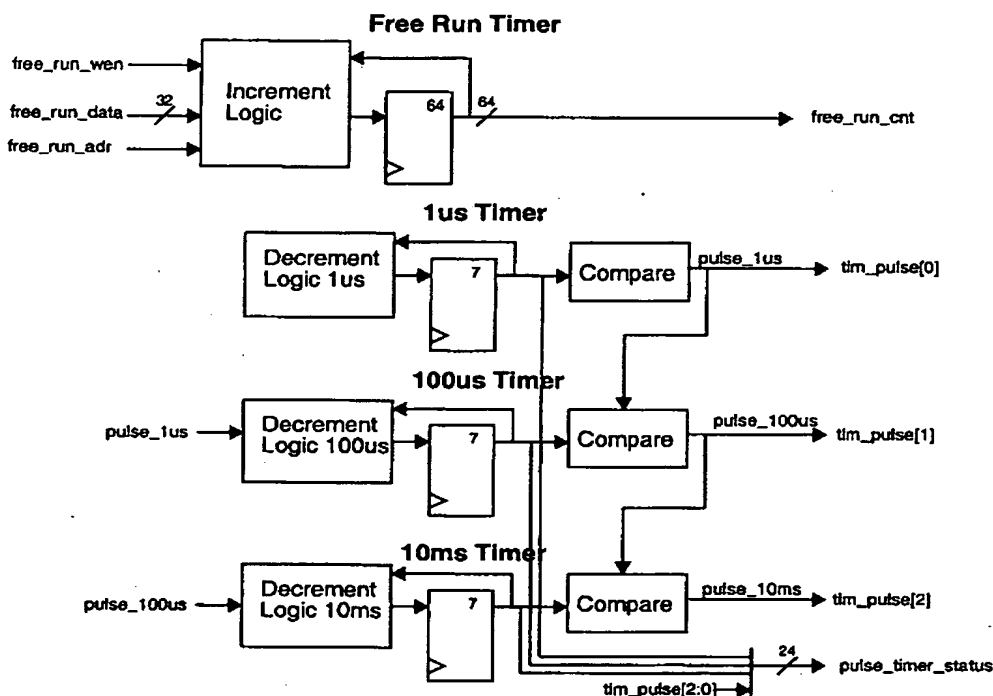 Free Run Timer
free_run_wen
free_run_data
32
free_run_adr
Increment
Logic
64
64
free_run_cnt
1us Timer
Decrement
Logic 1us
7
Compare
pulse_1us
tim_pulse[0]
100us Timer
pulse_1us
Decrement
Logic 100us
7
Compare
pulse_100us
tim_pulse[1]
10ms Timer
pulse_100us
Decrement
Logic 10ms
7
Compare
pulse_10ms
tim_pulse[2]
24
pulse_timer_status
tim_pulse[2:0]